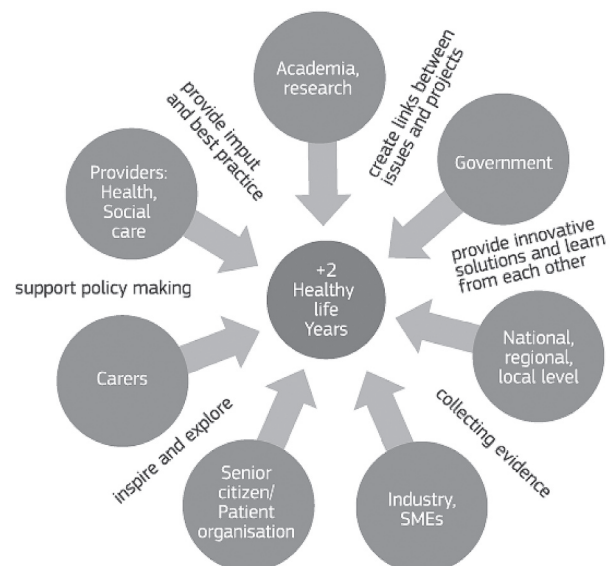 Academia,
research
create links between
issues and projects
Government
provide innovative
solutions and learn
from each other
National,
regional,
local level
collecting evidence
Industry,
SMEs
Senior
citizen/
Patient
organisation
inspire and explore
Carers
support policy making
Providers:
Health,
Social
care
provide imput
and best practice
+2
Healthy
life
Years